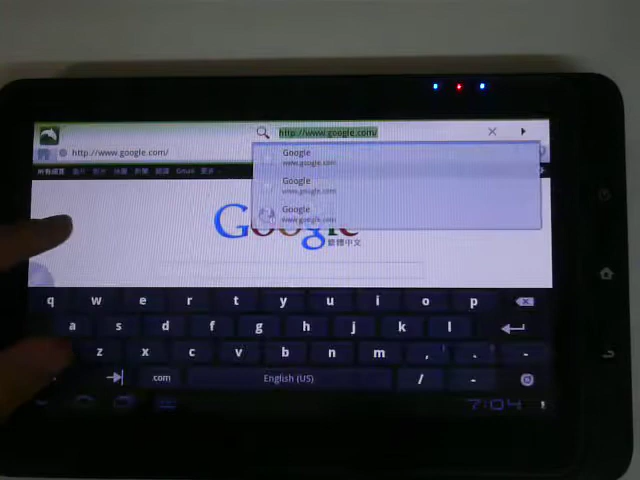 http://www.google.com/
http://www.google.com/
Google
www.google.com
Google
www.google.com
Google
www.google.com
Gmail
Google
繁體中文
q w e r t y u i o p
a s d f g h j k l
z x c v b n m , . -
.com English (US) / -
7:04